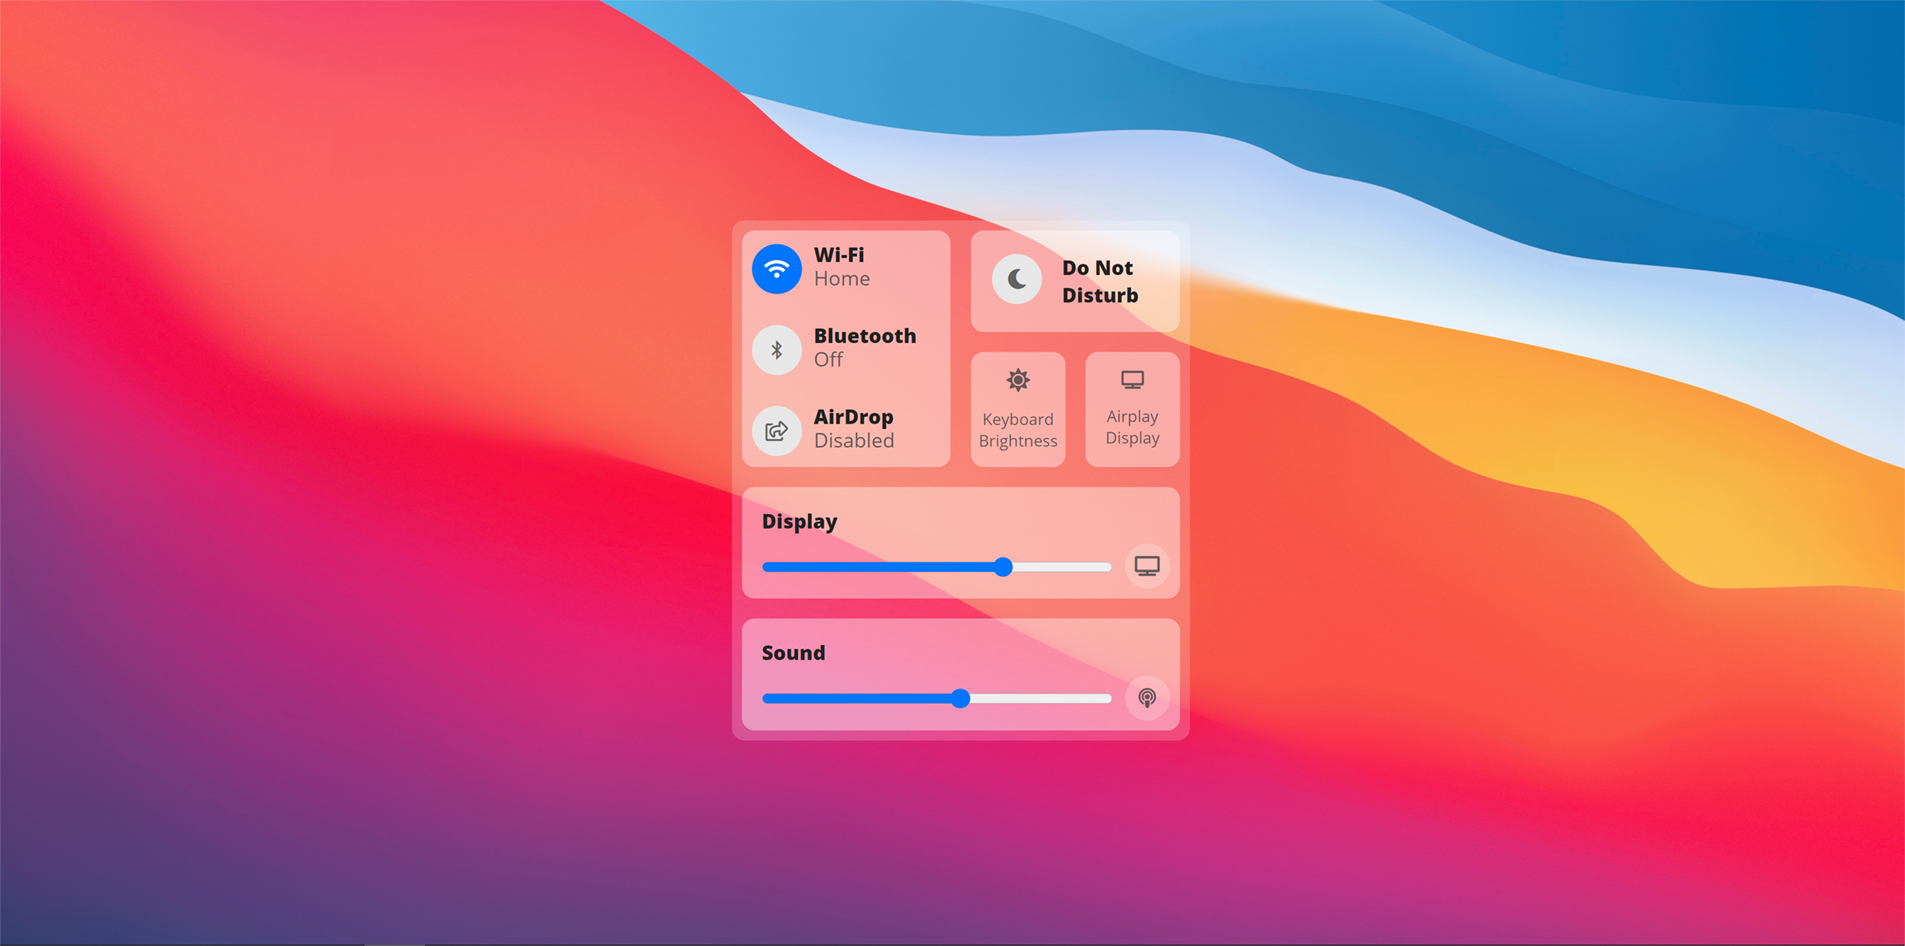 Wi-Fi
Home
Bluetooth
Off
AirDrop
Disabled
Do Not
Disturb
Keyboard
Brightness
Airplay
Display
Display
Sound